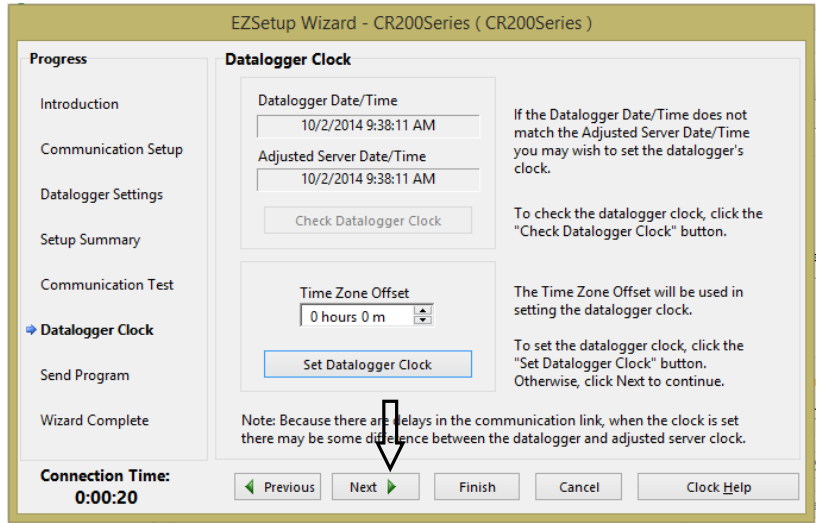 EZSetup Wizard - CR200Series ( CR200Series )
Progress
Introduction
Communication Setup
Datalogger Settings
Setup Summary
Communication Test
Datalogger Clock
Send Program
Wizard Complete
Connection Time:
0:00:20
Datalogger Clock
Datalogger Date/Time
10/2/2014 9:38:11 AM
Adjusted Server Date/Time
10/2/2014 9:38:11 AM
Check Datalogger Clock
If the Datalogger Date/Time does not
match the Adjusted Server Date/Time
you may wish to set the datalogger's
clock.
To check the datalogger clock, click the
"Check Datalogger Clock" button.
Time Zone Offset
0 hours 0 m
Set Datalogger Clock
The Time Zone Offset will be used in
setting the datalogger clock.
To set the datalogger clock, click the
"Set Datalogger Clock" button.
Otherwise, click Next to continue.
Note: Because there are delays in the communication link, when the clock is set
there may be some difference between the datalogger and adjusted server clock.
Previous
Next
Finish
Cancel
Clock Help